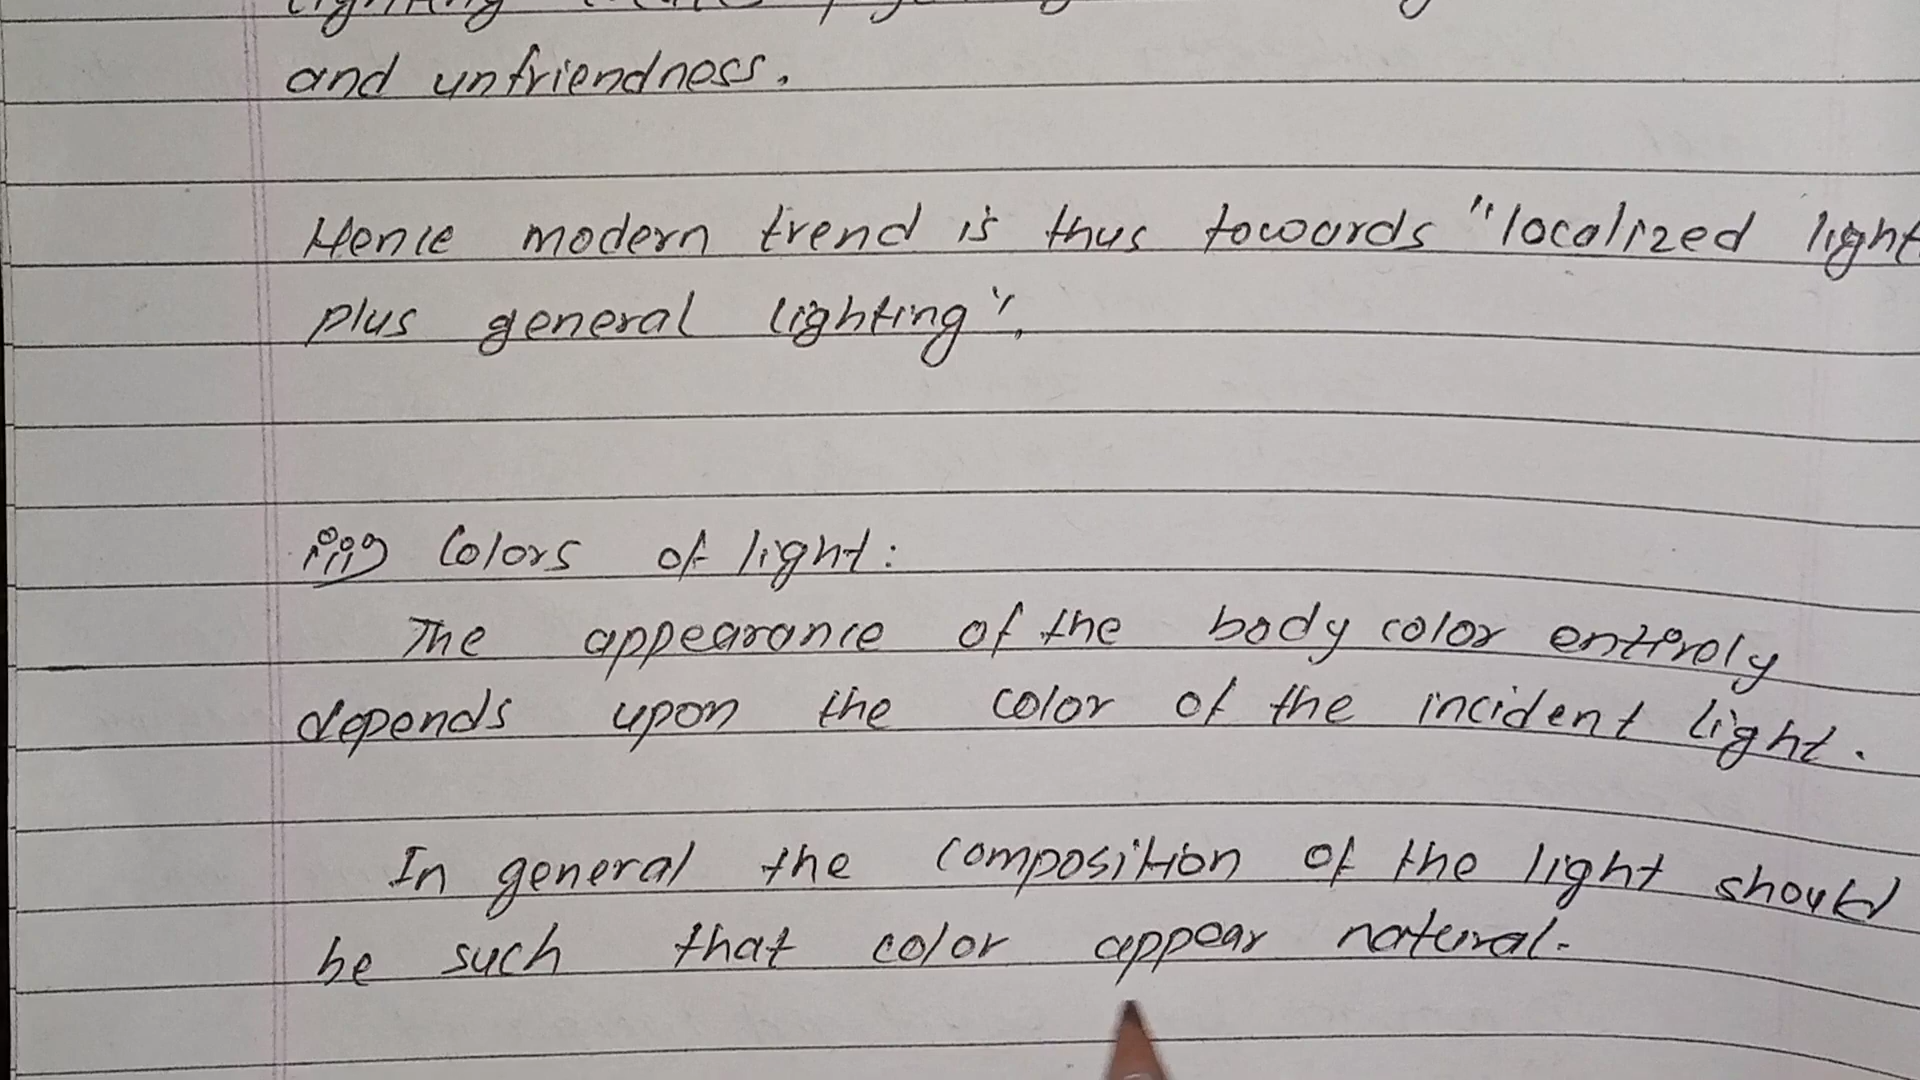 lighting
and unfriendness.
Hence modern trend is thus towards "localized light
plus general lighting".
iii) Colors of light:
The appearance of the body color entirely
depends upon the color of the incident light.
In general the composition of the light should
be such that color appear natural.